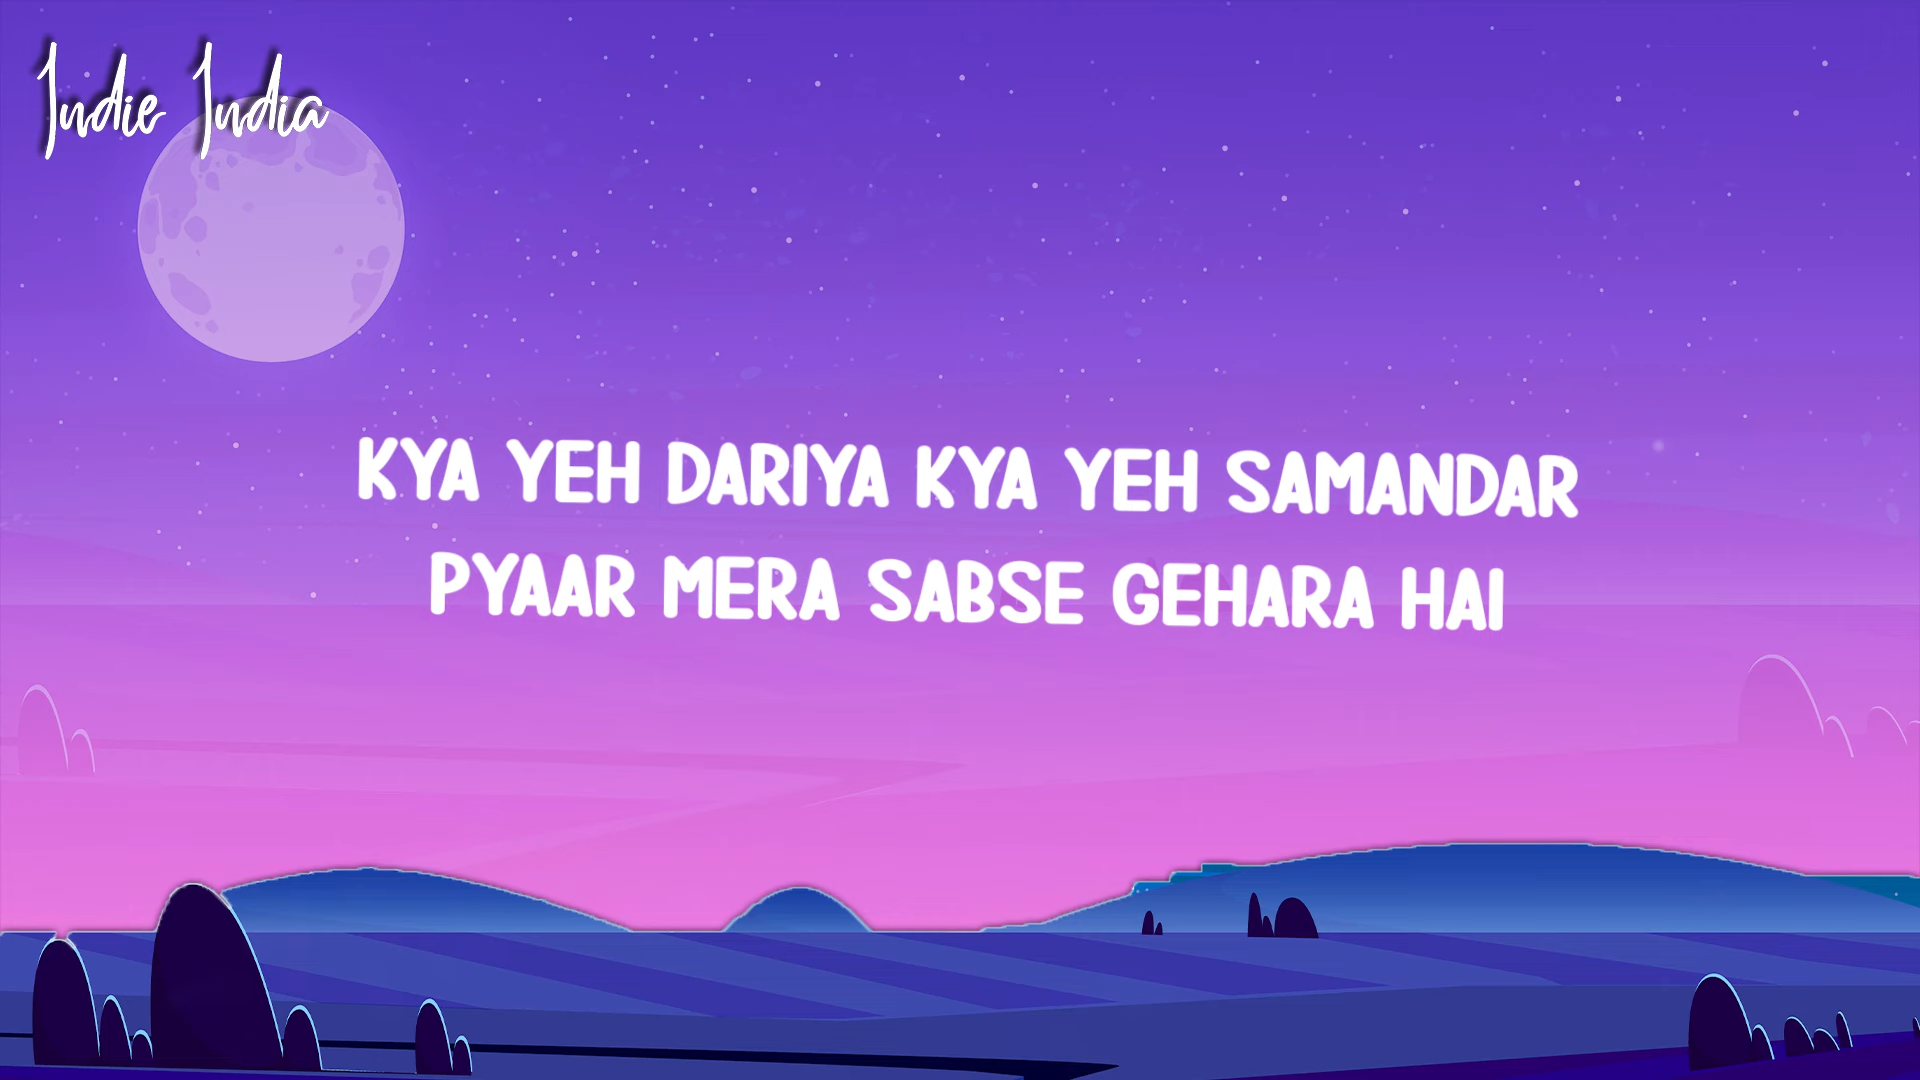 Indie India
KYA YEH DARIYA KYA YEH SAMANDAR
PYAAR MERA SABSE GEHARA HAI